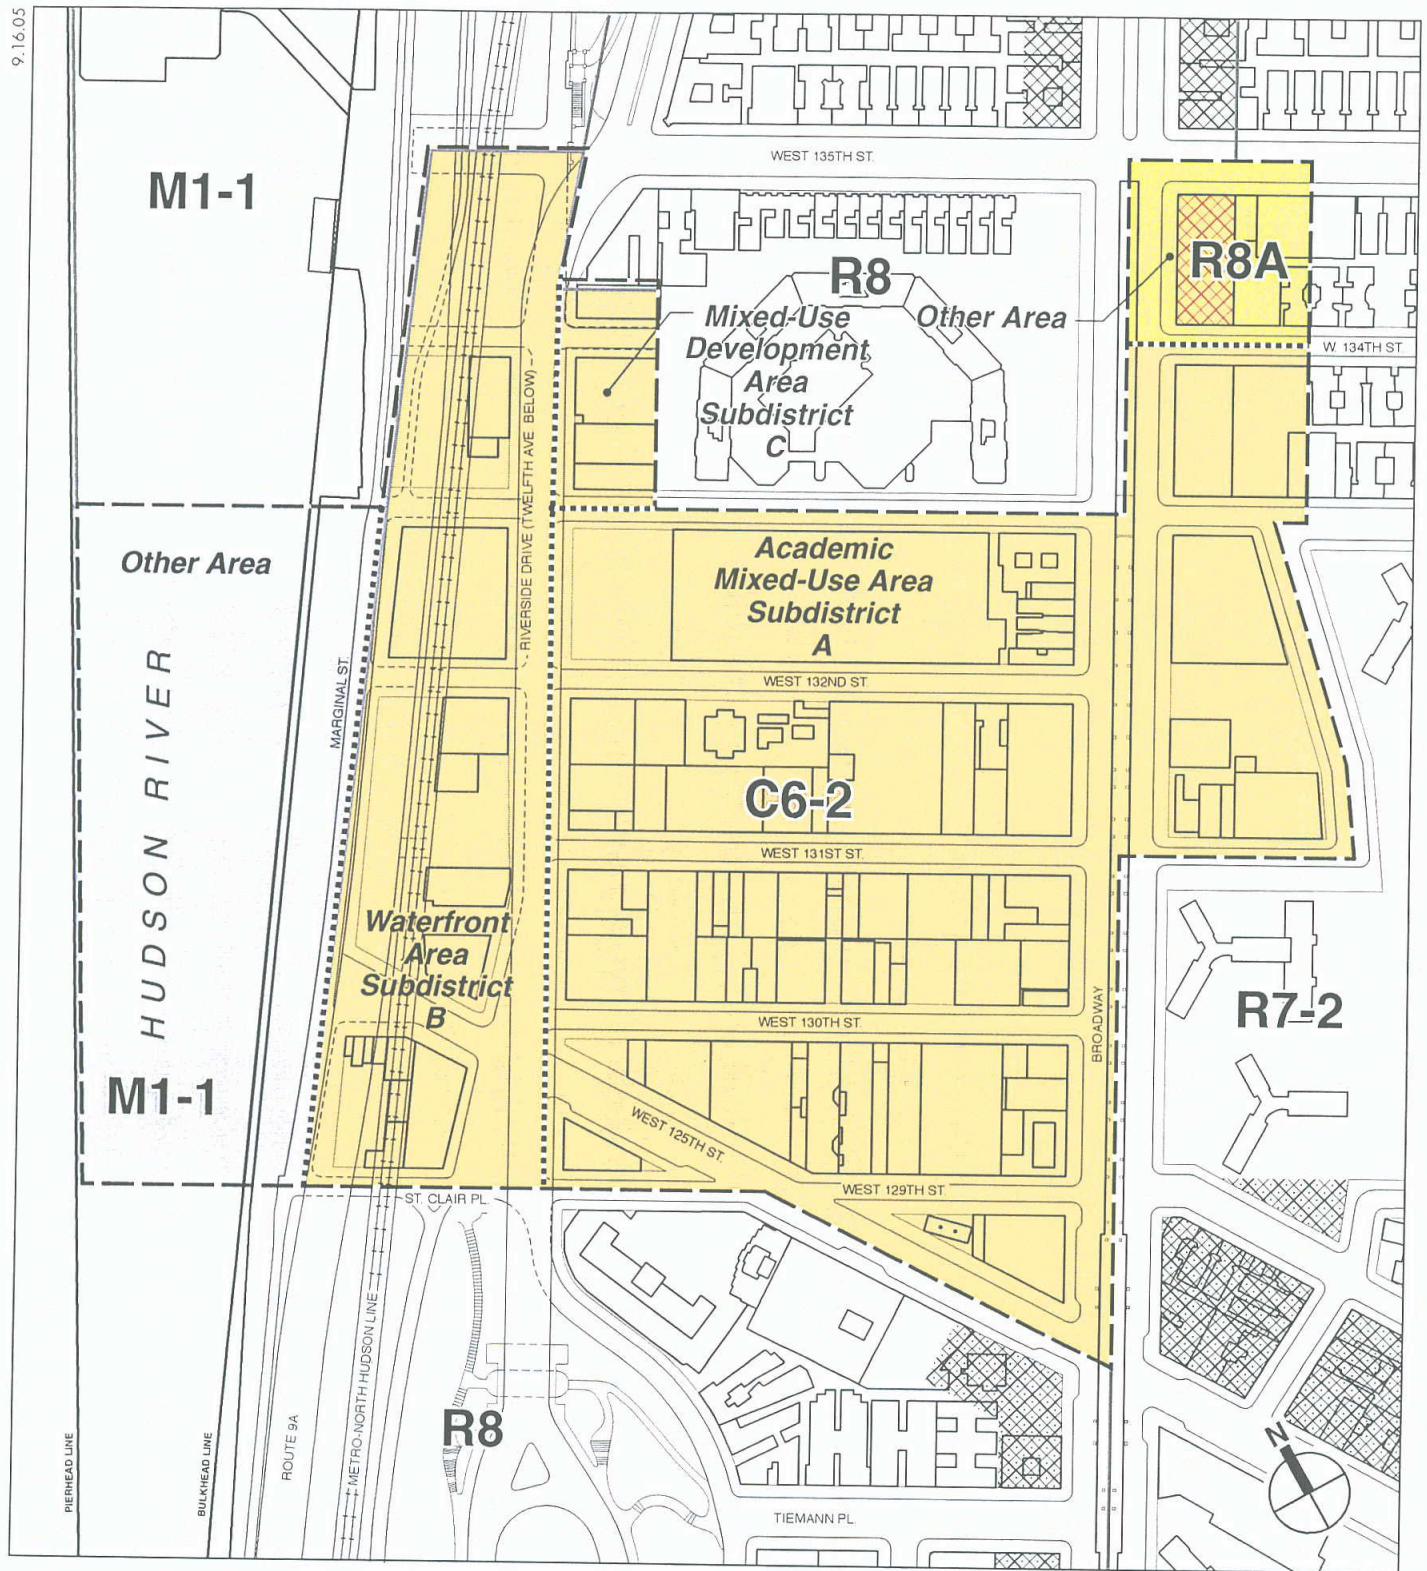 9.16.05
M1-1
WEST 135TH ST.
R8
R8A
Other Area
Mixed-Use
Development
Area
Subdistrict
C
W. 134TH ST.
RIVERSIDE DRIVE (TWELFTH AVE. BELOW)
Other Area
Academic
Mixed-Use Area
Subdistrict
A
HUDSON RIVER
MARGINAL ST.
WEST 132ND ST.
C6-2
WEST 131ST ST.
Waterfront
Area
Subdistrict
B
WEST 130TH ST.
BROADWAY
R7-2
M1-1
WEST 125TH ST.
WEST 129TH ST.
ST. CLAIR PL.
R8
PIERHEAD LINE
BULKHEAD LINE
ROUTE 9A
METRO-NORTH HUDSON LINE
TIEMANN PL.
N